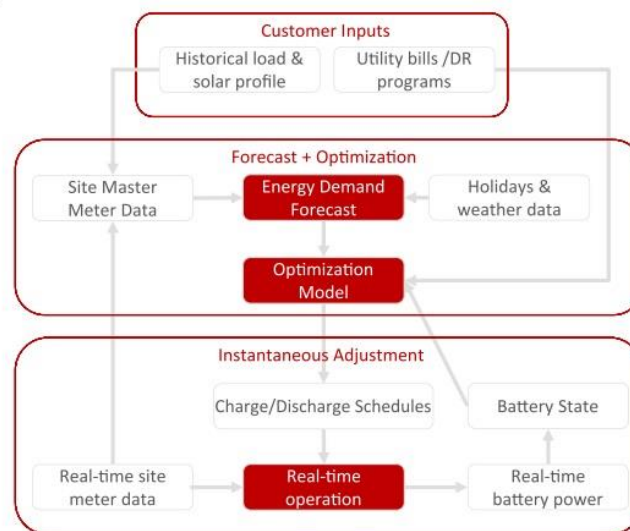 Customer Inputs
Historical load &
solar profile
Utility bills /DR
programs
Forecast + Optimization
Site Master
Meter Data
Energy Demand
Forecast
Holidays &
weather data
Optimization
Model
Instantaneous Adjustment
Charge/Discharge Schedules
Battery State
Real-time site
meter data
Real-time
operation
Real-time
battery power